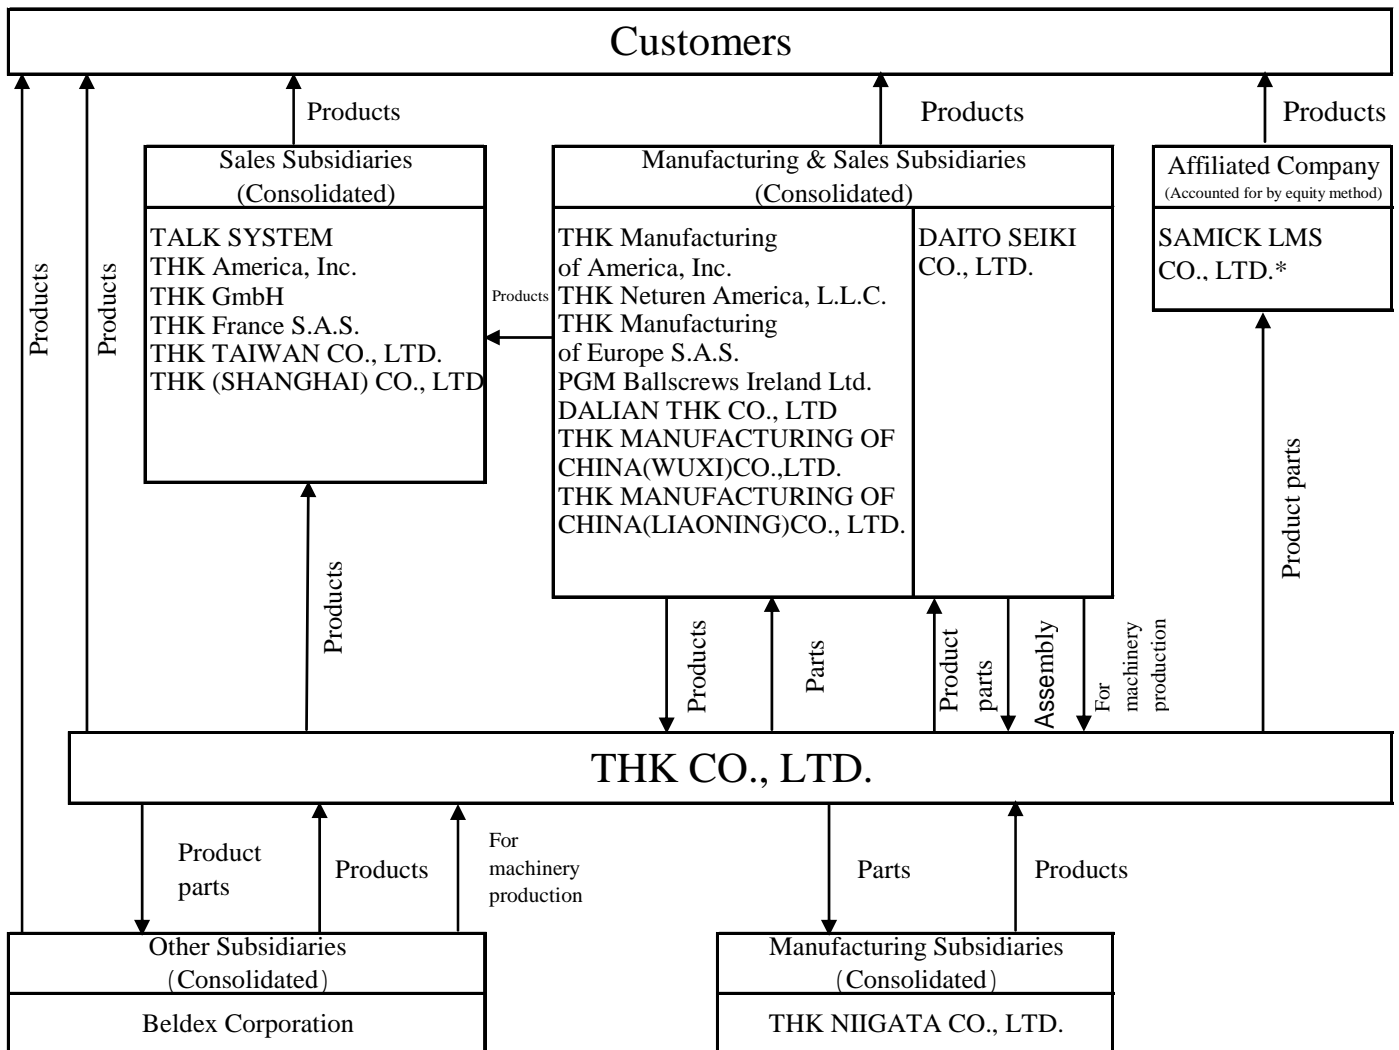 Customers
Products
Products
Products
Sales Subsidiaries
(Consolidated)
Manufacturing & Sales Subsidiaries
(Consolidated)
Affiliated Company
(Accounted for by equity method)
TALK SYSTEM
THK America, Inc.
THK GmbH
THK France S.A.S.
THK TAIWAN CO., LTD.
THK (SHANGHAI) CO., LTD
Products
THK Manufacturing
of America, Inc.
THK Neturen America, L.L.C.
THK Manufacturing
of Europe S.A.S.
PGM Ballscrews Ireland Ltd.
DALIAN THK CO., LTD
THK MANUFACTURING OF
CHINA(WUXI)CO.,LTD.
THK MANUFACTURING OF
CHINA(LIAONING)CO., LTD.
DAITO SEIKI
CO., LTD.
SAMICK LMS
CO., LTD.*
Products
Products
Products
Products
Parts
Product
parts
Assembly
For
machinery
production
Product parts
THK CO., LTD.
Product
parts
Products
For
machinery
production
Parts
Products
Other Subsidiaries
(Consolidated)
Beldex Corporation
Manufacturing Subsidiaries
(Consolidated)
THK NIIGATA CO., LTD.